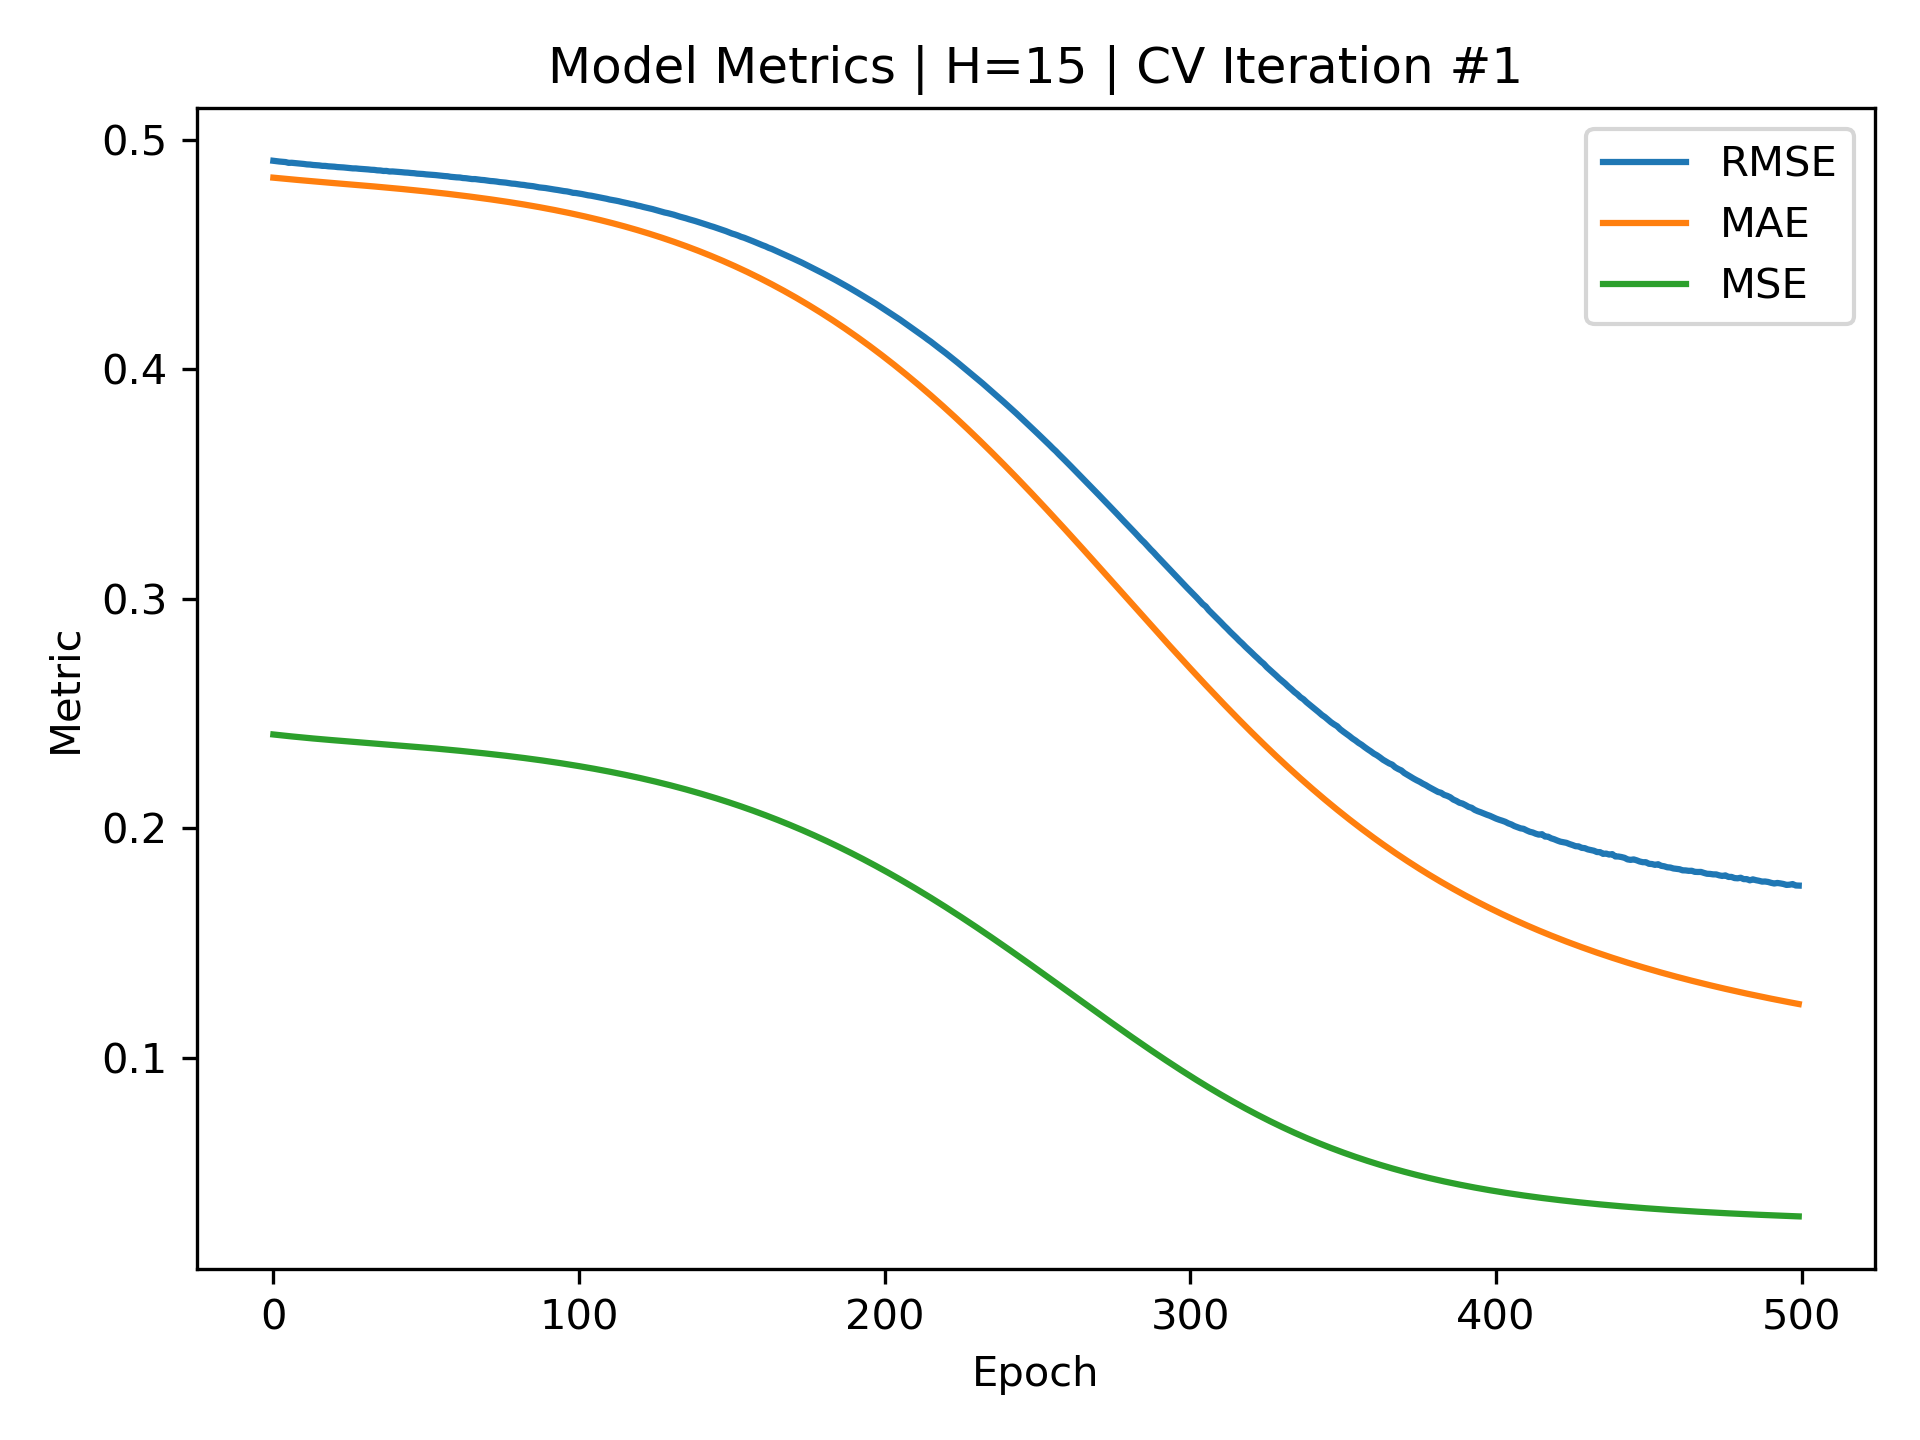 Model Metrics | H=15 | CV Iteration #1
0.5
0.4
0.3
0.2
0.1
Metric
RMSE
MAE
MSE
0 100 200 300 400 500
Epoch